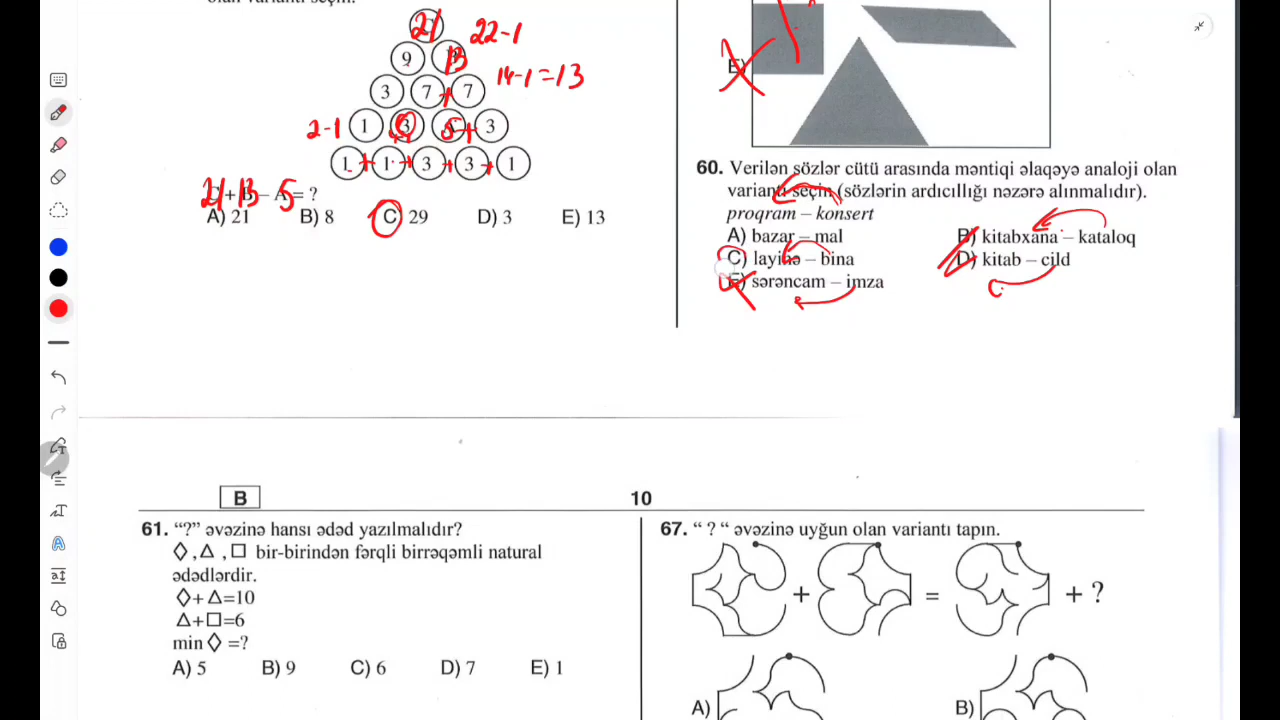 olan variantı seçin.
21
22-1
9
13
14-1=13
3 7 + 7
2-1 1 3 5 + 3
1 + 1 + 3 + 3 + 1
21 13 5
+ B – A = ?
A) 21 B) 8 C) 29 D) 3 E) 13
E)
60. Verilən sözlər cütü arasında məntiqi əlaqəyə analoji olan
variantı seçin (sözlərin ardıcıllığı nəzərə alınmalıdır).
proqram – konsert
A) bazar – mal B) kitabxana – kataloq
C) layihə – bina D) kitab – cild
E) sərəncam – imza
B
10
61. “?” əvəzinə hansı ədəd yazılmalıdır?
◊, △, □ bir-birindən fərqli birrəqəmli natural
ədədlərdir.
◊+△=10
△+□=6
min ◊ =?
A) 5 B) 9 C) 6 D) 7 E) 1
67. “ ? “ əvəzinə uyğun olan variantı tapın.
+ = + ?
A) B)